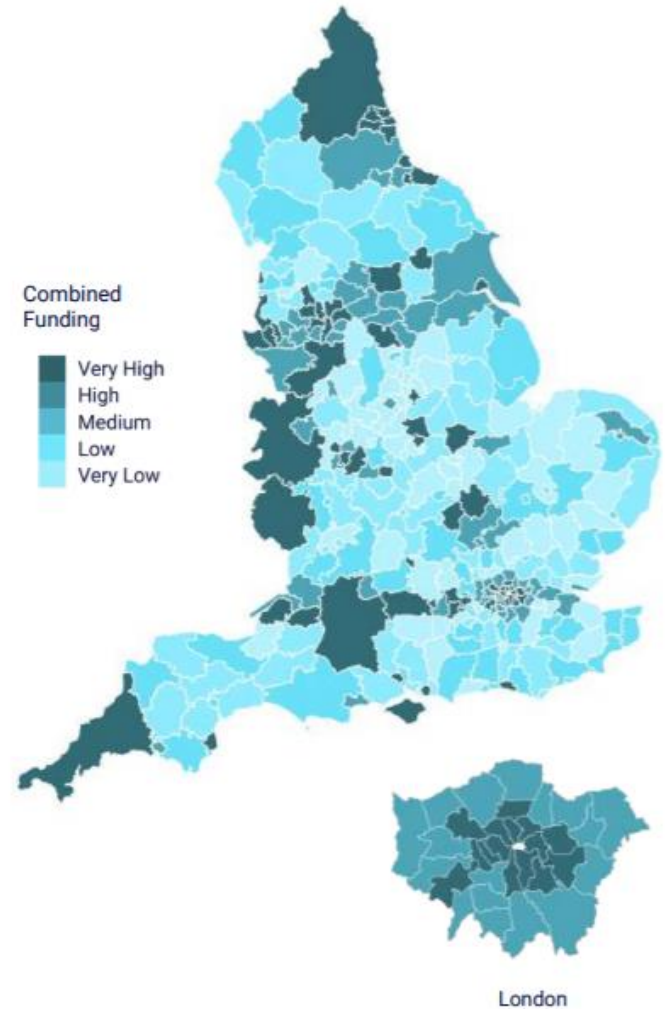 Combined
Funding
Very High
High
Medium
Low
Very Low
London